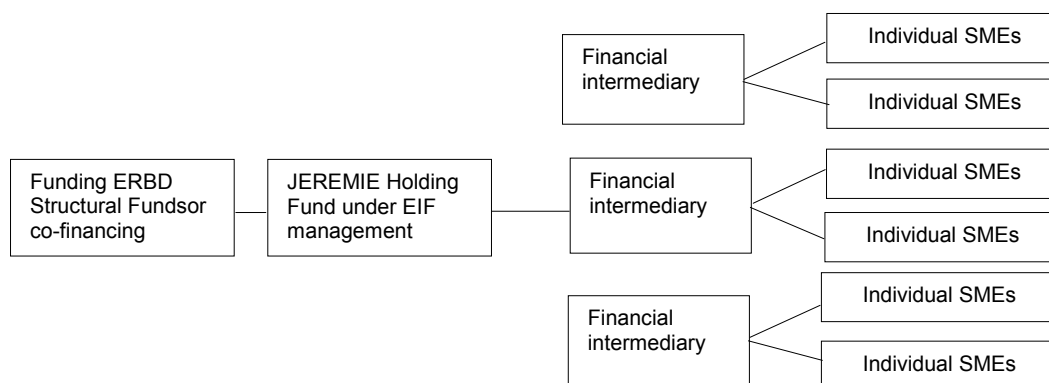 Funding ERBD
Structural Fundsor
co-financing
JEREMIE Holding
Fund under EIF
management
Financial
intermediary
Individual SMEs
Individual SMEs
Financial
intermediary
Individual SMEs
Individual SMEs
Financial
intermediary
Individual SMEs
Individual SMEs